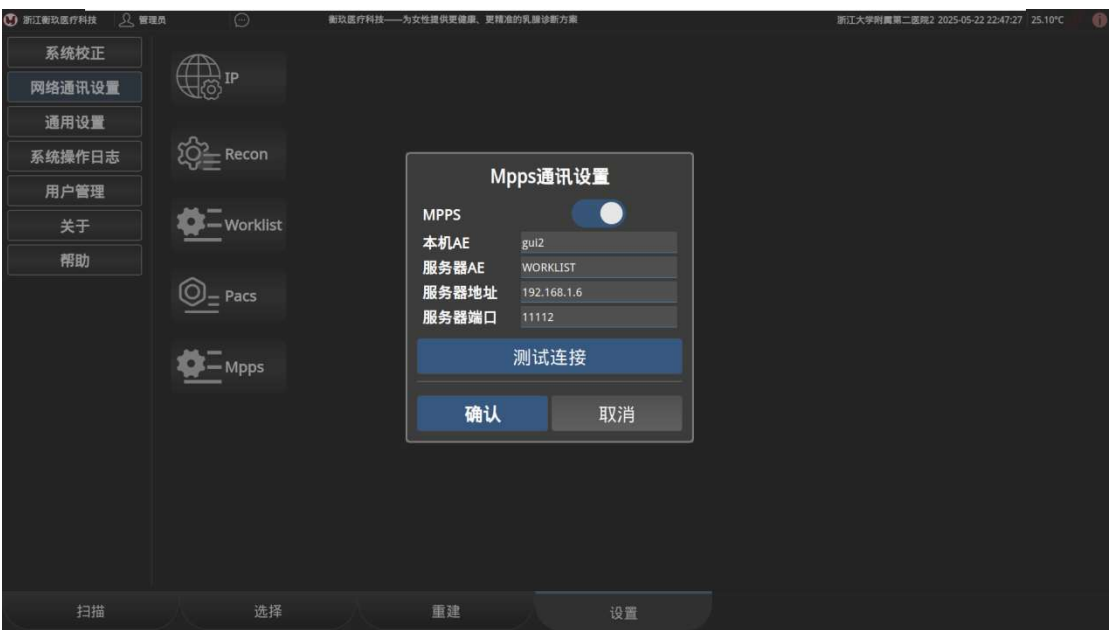 浙江衡玖医疗科技 管理员 衡玖医疗科技——为女性提供更健康、更精准的乳腺诊断方案 浙江大学附属第二医院2 2025-05-22 22:47:27 25.10°C
系统校正
网络通讯设置
通用设置
系统操作日志
用户管理
关于
帮助
IP
Recon
Worklist
Pacs
Mpps
Mpps通讯设置
MPPS
本机AE gui2
服务器AE WORKLIST
服务器地址 192.168.1.6
服务器端口 11112
测试连接
确认 取消
扫描 选择 重建 设置